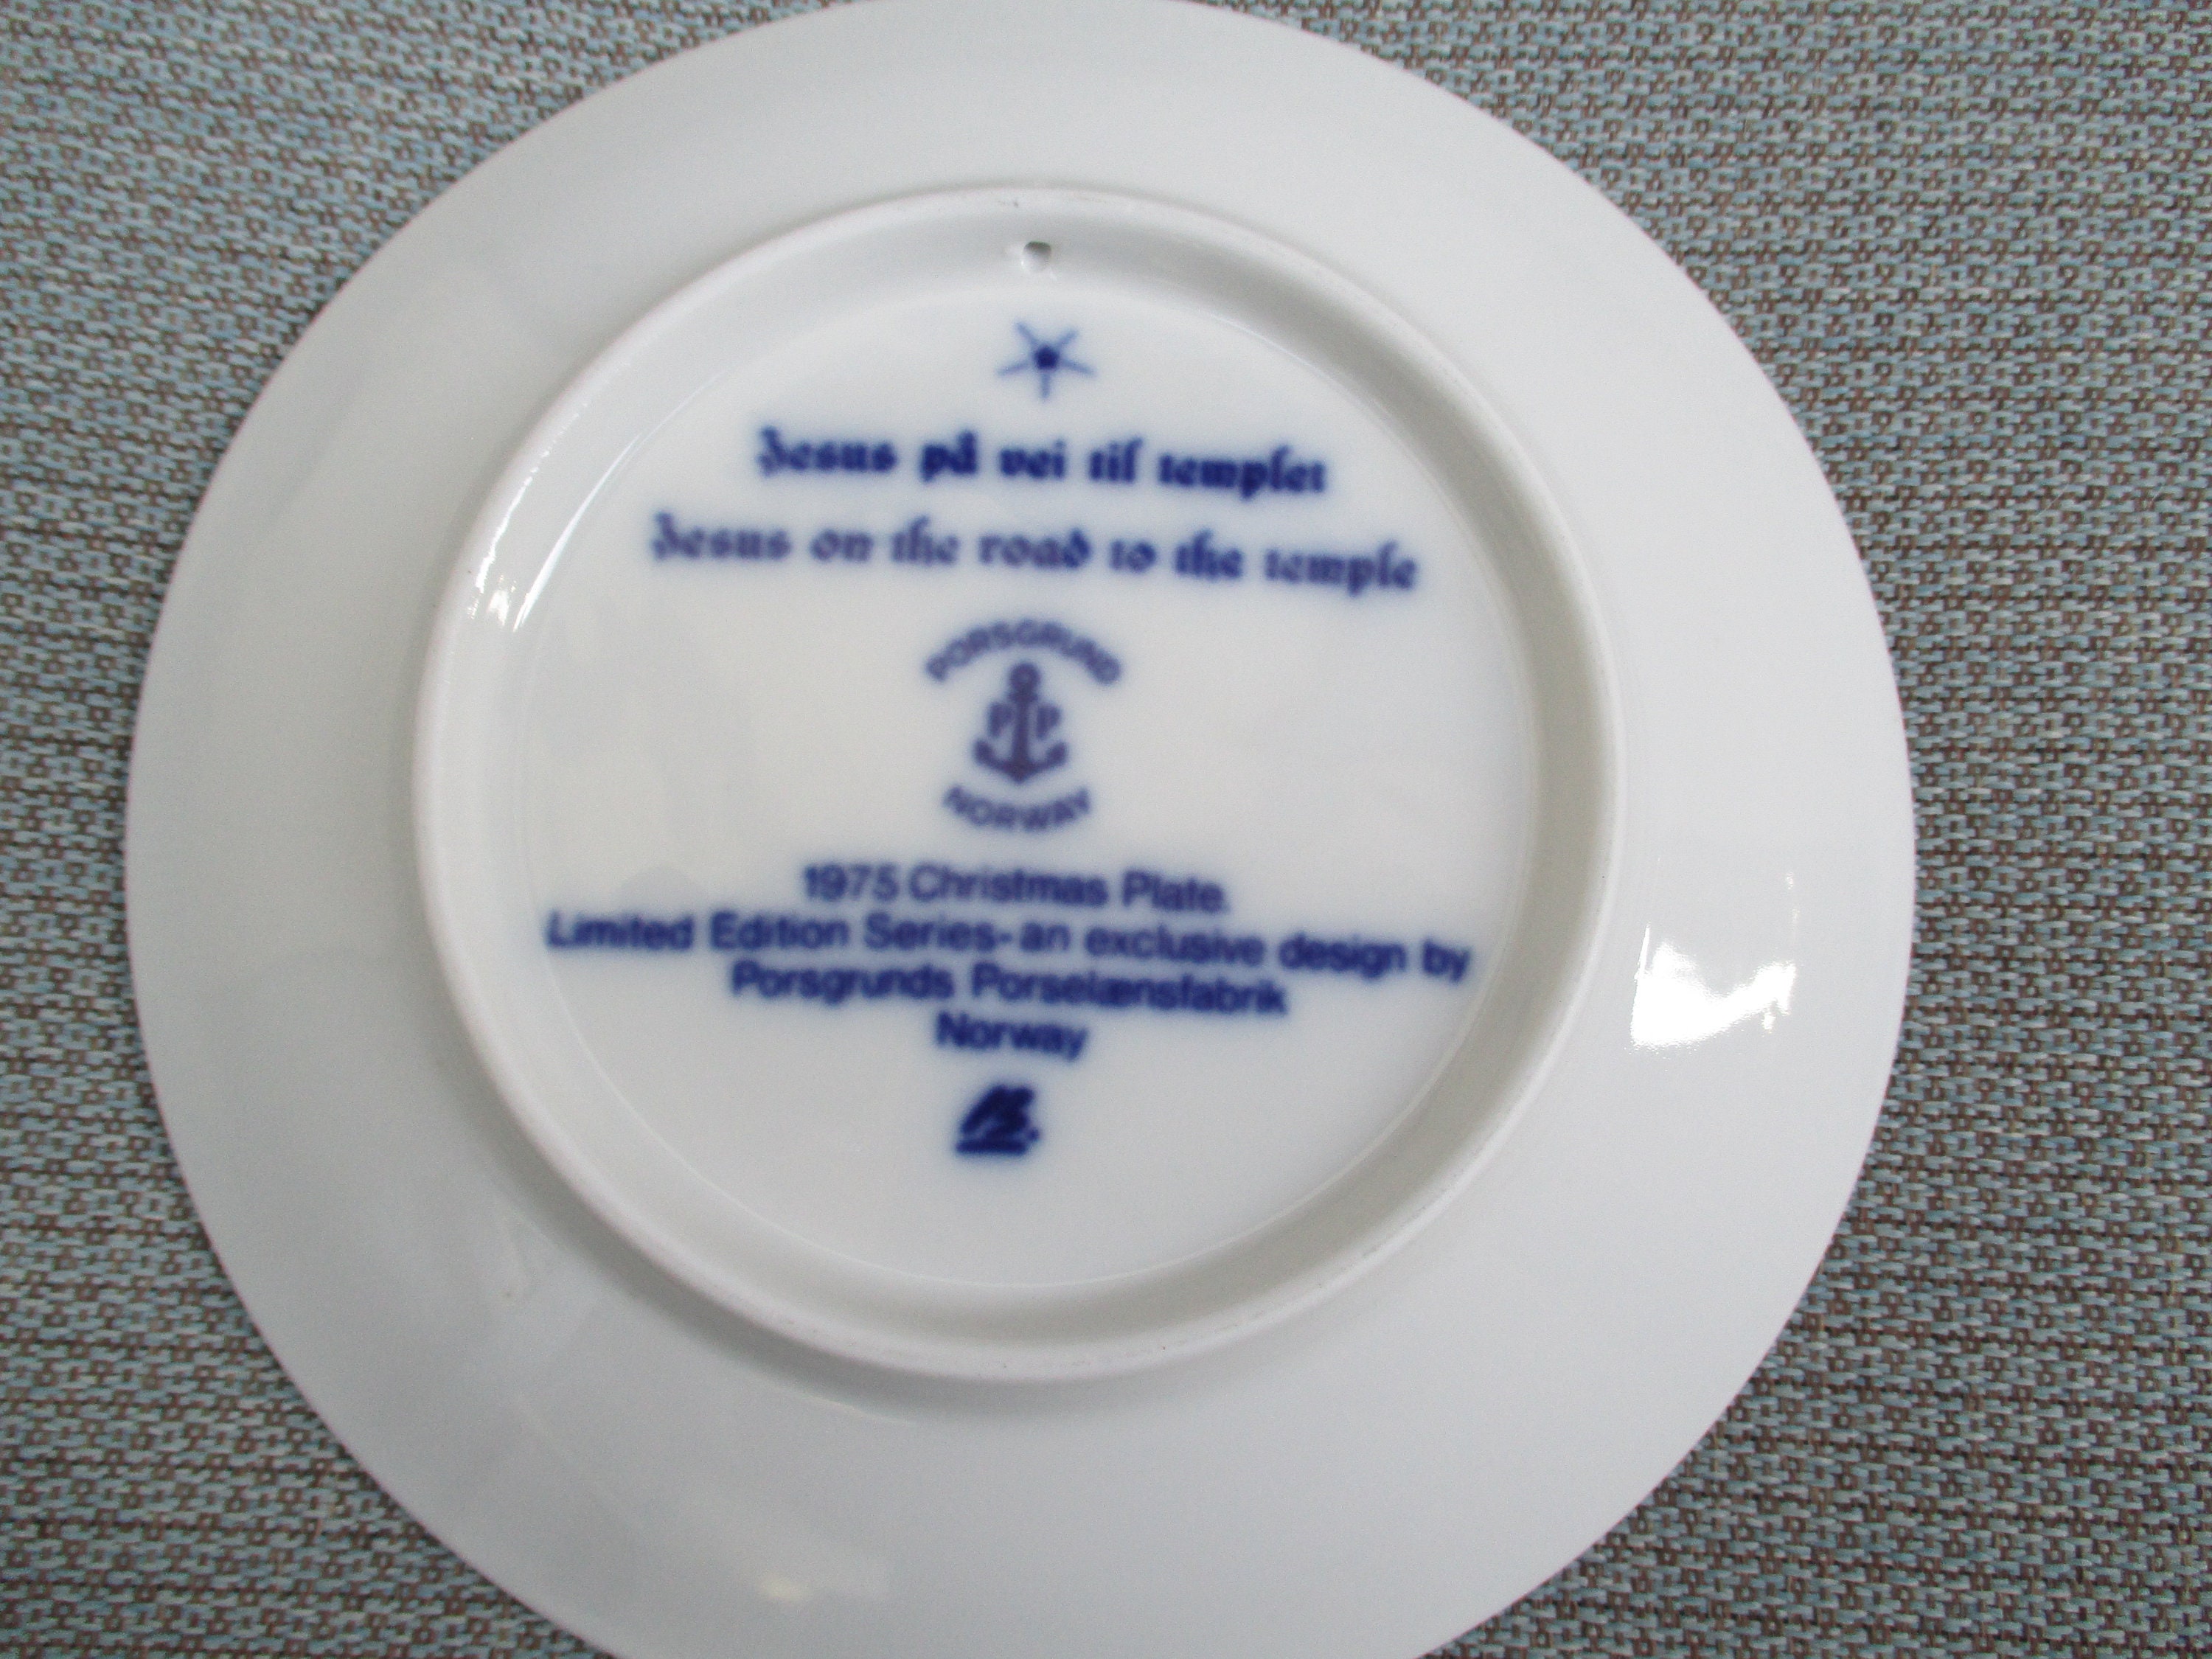 Jesus på vei til templet
Jesus on the road to the temple
PORSGRUND
P P
NORWAY
1975 Christmas Plate.
Limited Edition Series-an exclusive design by
Porsgrunds Porselænsfabrik
Norway